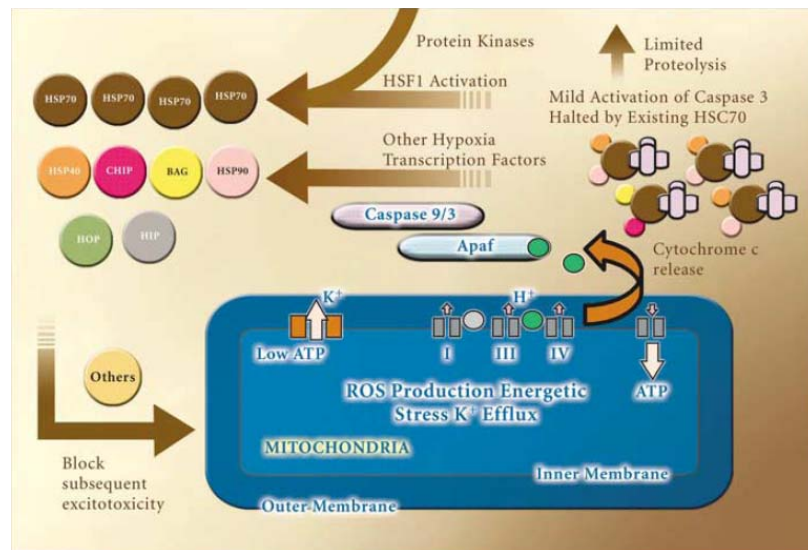 Protein Kinases
HSF1 Activation
Other Hypoxia
Transcription Factors
Limited
Proteolysis
Mild Activation of Caspase 3
Halted by Existing HSC70
HSP70
HSP70
HSP70
HSP70
HSP40
CHIP
BAG
HSP90
HOP
HIP
Caspase 9/3
Apaf
Cytochrome c
release
K⁺
Low ATP
H⁺
I
III
IV
ATP
ROS Production Energetic
Stress K⁺ Efflux
MITOCHONDRIA
Inner Membrane
Outer Membrane
Others
Block
subsequent
excitotoxicity